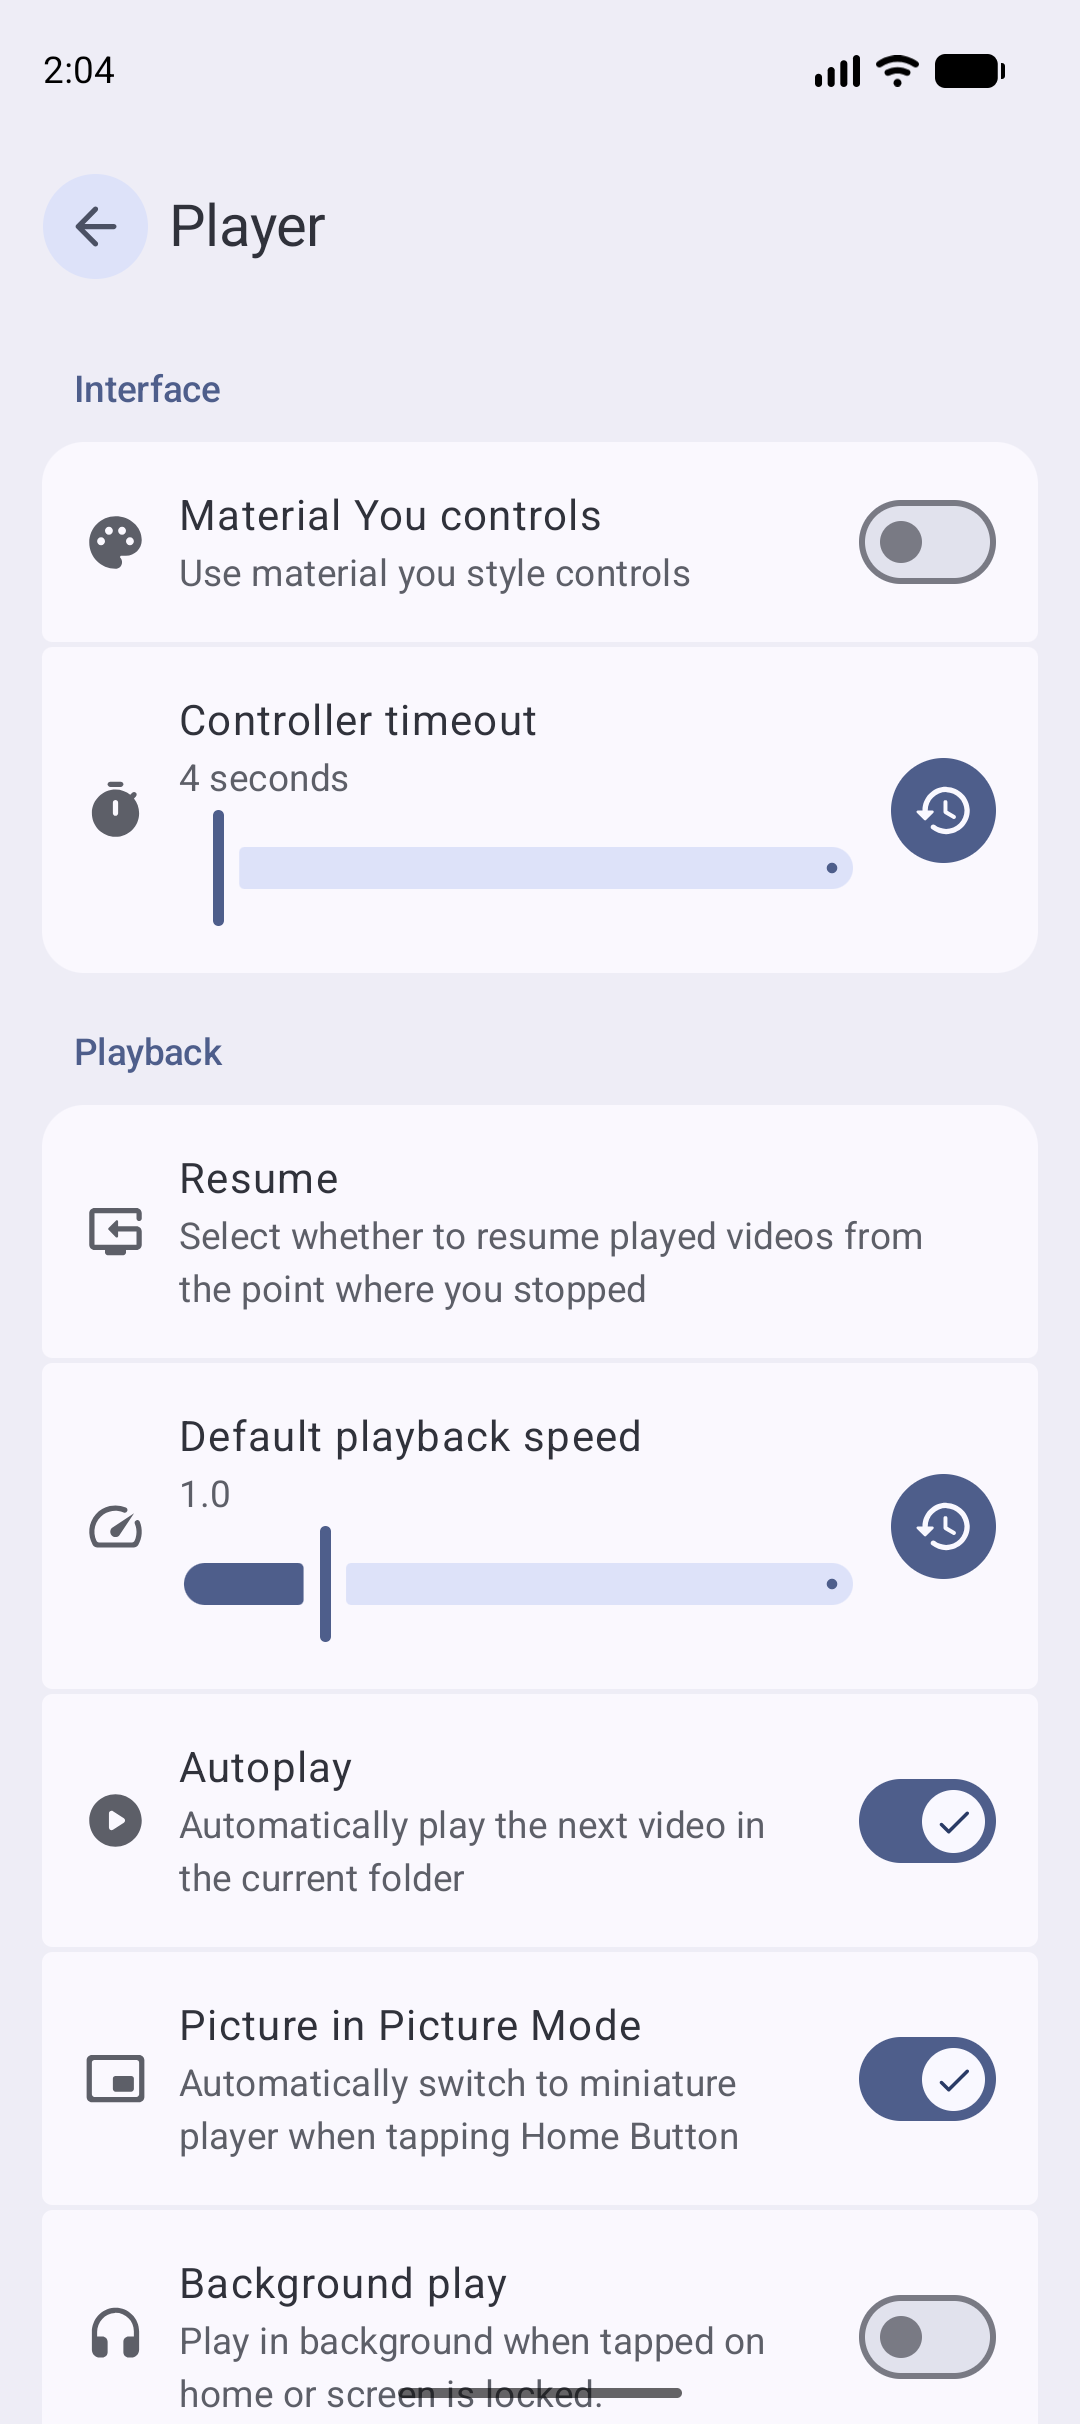 2:04
Player
Interface
Material You controls
Use material you style controls
Controller timeout
4 seconds
Playback
Resume
Select whether to resume played videos from
the point where you stopped
Default playback speed
1.0
Autoplay
Automatically play the next video in
the current folder
Picture in Picture Mode
Automatically switch to miniature
player when tapping Home Button
Background play
Play in background when tapped on
home or screen is locked.